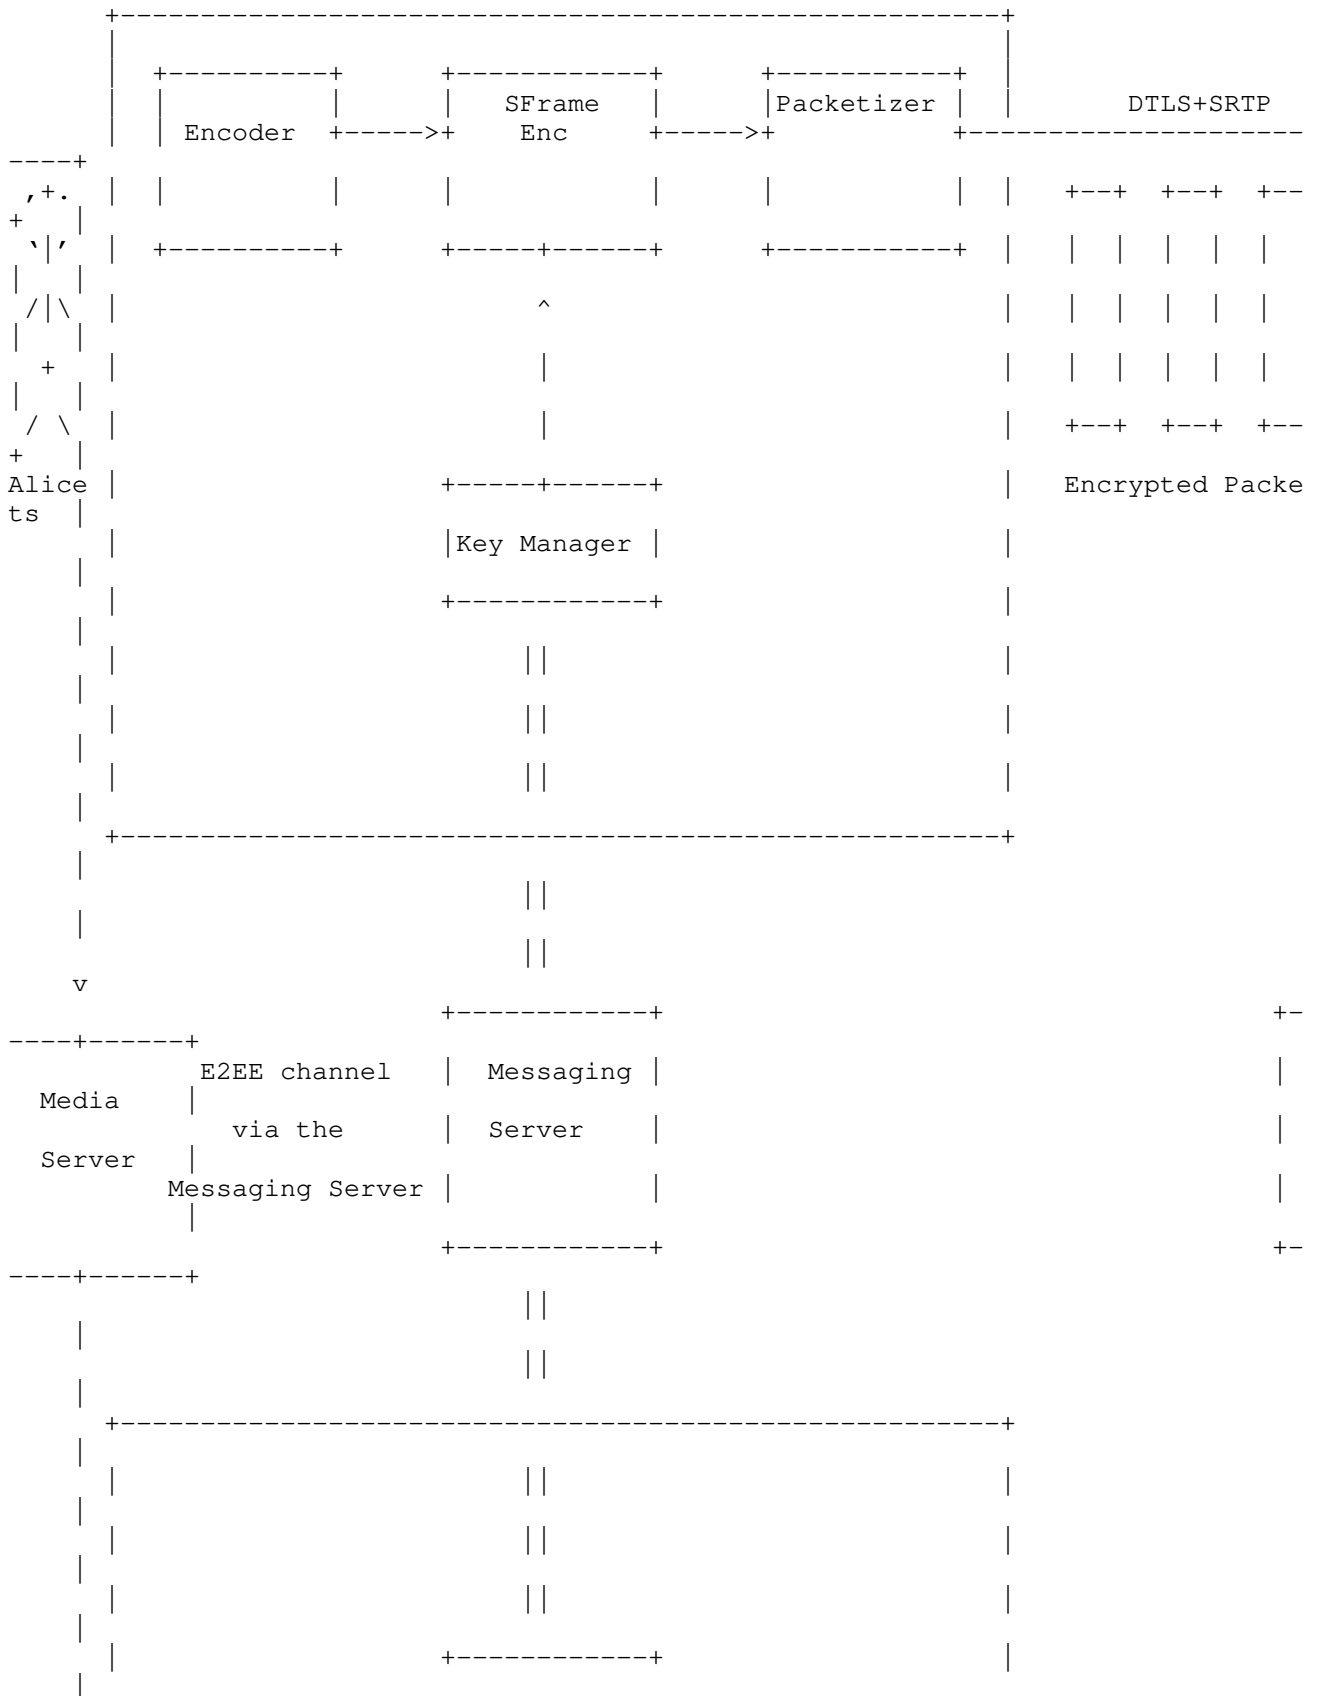 SFrame
Packetizer
DTLS+SRTP
Encoder
Enc
Alice
Encrypted Packe
ts
Key Manager
E2EE channel
Messaging
Media
via the
Server
Server
Messaging Server